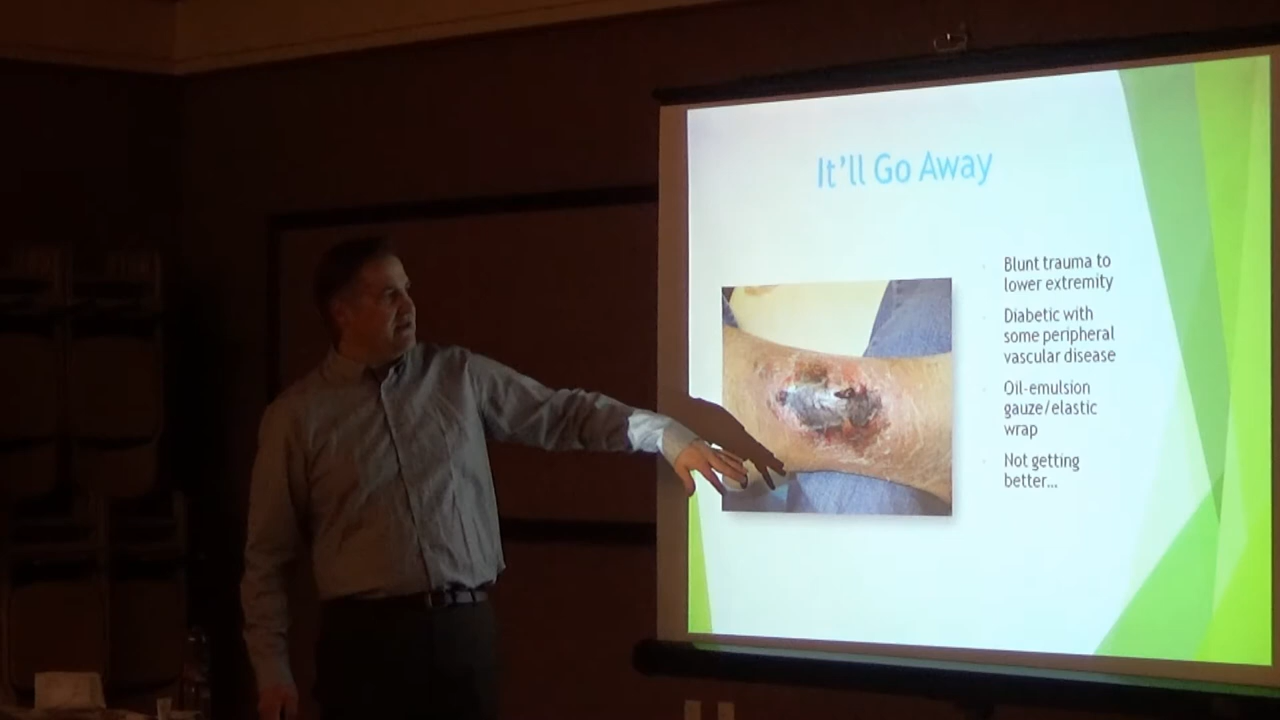 It'll Go Away
Blunt trauma to
lower extremity
Diabetic with
some peripheral
vascular disease
Oil-emulsion
gauze/elastic
wrap
Not getting
better...